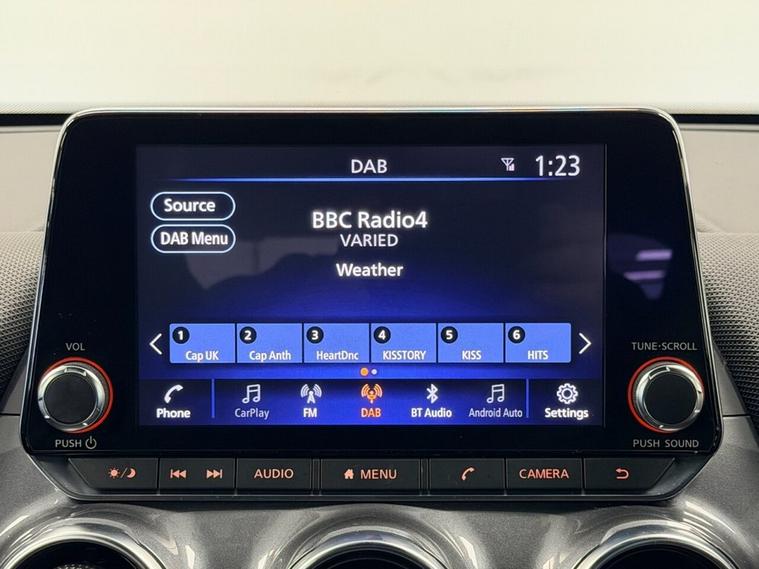 DAB
1:23
Source
DAB Menu
BBC Radio4
VARIED
Weather
1 Cap UK
2 Cap Anth
3 HeartDnc
4 KISSTORY
5 KISS
6 HITS
Phone
CarPlay
FM
DAB
BT Audio
Android Auto
Settings
VOL
PUSH
TUNE·SCROLL
PUSH SOUND
AUDIO
MENU
CAMERA